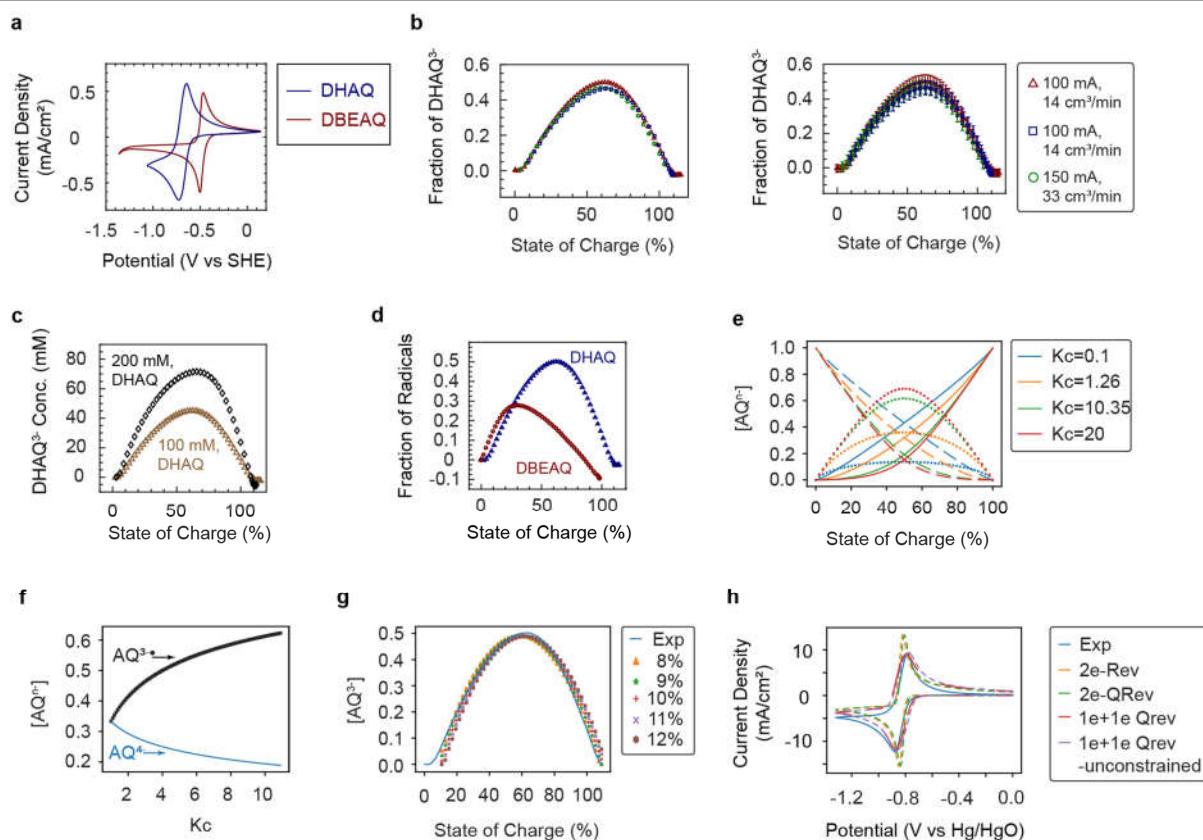 a
Current Density
(mA/cm²)
0.5
0
-0.5
-1.5
-1.0
-0.5
0
Potential (V vs SHE)
DHAQ
DBEAQ
b
Fraction of DHAQ3-
0.6
0.4
0.2
0.0
0
50
100
State of Charge (%)
Fraction of DHAQ3-
0.6
0.4
0.2
0.0
0
50
100
State of Charge (%)
100 mA,
14 cm³/min
100 mA,
14 cm³/min
150 mA,
33 cm³/min
c
DHAQ3- Conc. (mM)
80
60
40
20
0
200 mM,
DHAQ
100 mM,
DHAQ
0
50
100
State of Charge (%)
d
Fraction of Radicals
0.5
0.4
0.3
0.2
0.1
0
-0.1
DHAQ
DBEAQ
0
50
100
State of Charge (%)
e
[AQn-]
1.0
0.8
0.6
0.4
0.2
0.0
0
20
40
60
80
100
State of Charge (%)
Kc=0.1
Kc=1.26
Kc=10.35
Kc=20
f
[AQn-]
0.6
0.5
0.4
0.3
0.2
AQ3-•
AQ4-
2
4
6
8
10
Kc
g
[AQ3-]
0.5
0.4
0.3
0.2
0.1
0.0
0
20
40
60
80
100
State of Charge (%)
Exp
8%
9%
10%
11%
12%
h
Current Density
(mA/cm²)
10
0
-10
-1.2
-0.8
-0.4
0.0
Potential (V vs Hg/HgO)
Exp
2e-Rev
2e-QRev
1e+1e Qrev
1e+1e Qrev
-unconstrained